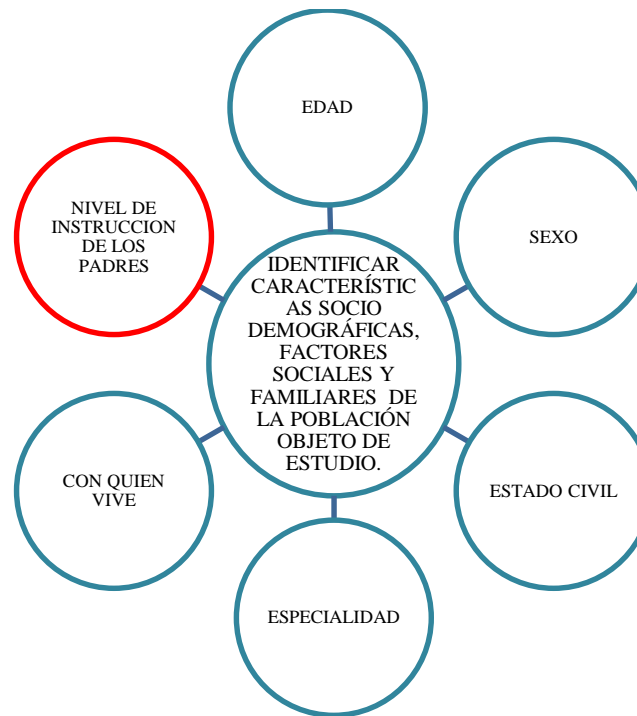 EDAD
NIVEL DE
INSTRUCCION
DE LOS
PADRES
SEXO
IDENTIFICAR
CARACTERÍSTIC
AS SOCIO
DEMOGRÁFICAS,
FACTORES
SOCIALES Y
FAMILIARES DE
LA POBLACIÓN
OBJETO DE
ESTUDIO.
CON QUIEN
VIVE
ESTADO CIVIL
ESPECIALIDAD